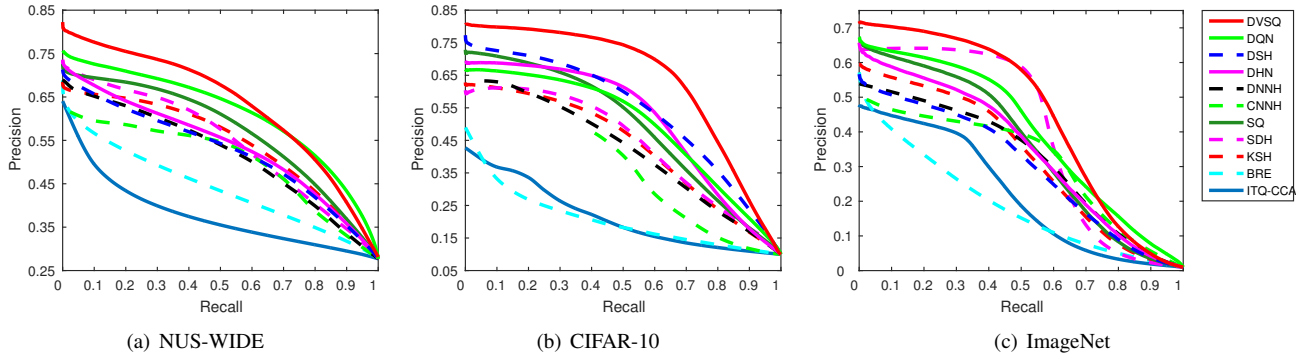 0.85
0.75
0.65
0.55
0.45
0.35
0.25
Precision
0 0.1 0.2 0.3 0.4 0.5 0.6 0.7 0.8 0.9 1
Recall
(a) NUS-WIDE
0.85
0.75
0.65
0.55
0.45
0.35
0.25
0.15
0.05
Precision
0 0.1 0.2 0.3 0.4 0.5 0.6 0.7 0.8 0.9 1
Recall
(b) CIFAR-10
0.7
0.6
0.5
0.4
0.3
0.2
0.1
0
Precision
0 0.1 0.2 0.3 0.4 0.5 0.6 0.7 0.8 0.9 1
Recall
(c) ImageNet
DVSQ
DQN
DSH
DHN
DNNH
CNNH
SQ
SDH
KSH
BRE
ITQ-CCA